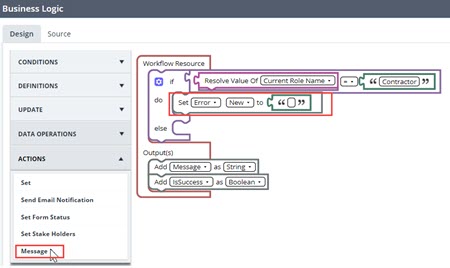 Business Logic
Design Source
CONDITIONS
DEFINITIONS
UPDATE
DATA OPERATIONS
ACTIONS
Set
Send Email Notification
Set Form Status
Set Stake Holders
Message
Workflow Resource
if Resolve Value Of Current Role Name = “ Contractor ”
do Set Error New to “ ”
else
Output(s)
Add Message as String
Add IsSuccess as Boolean